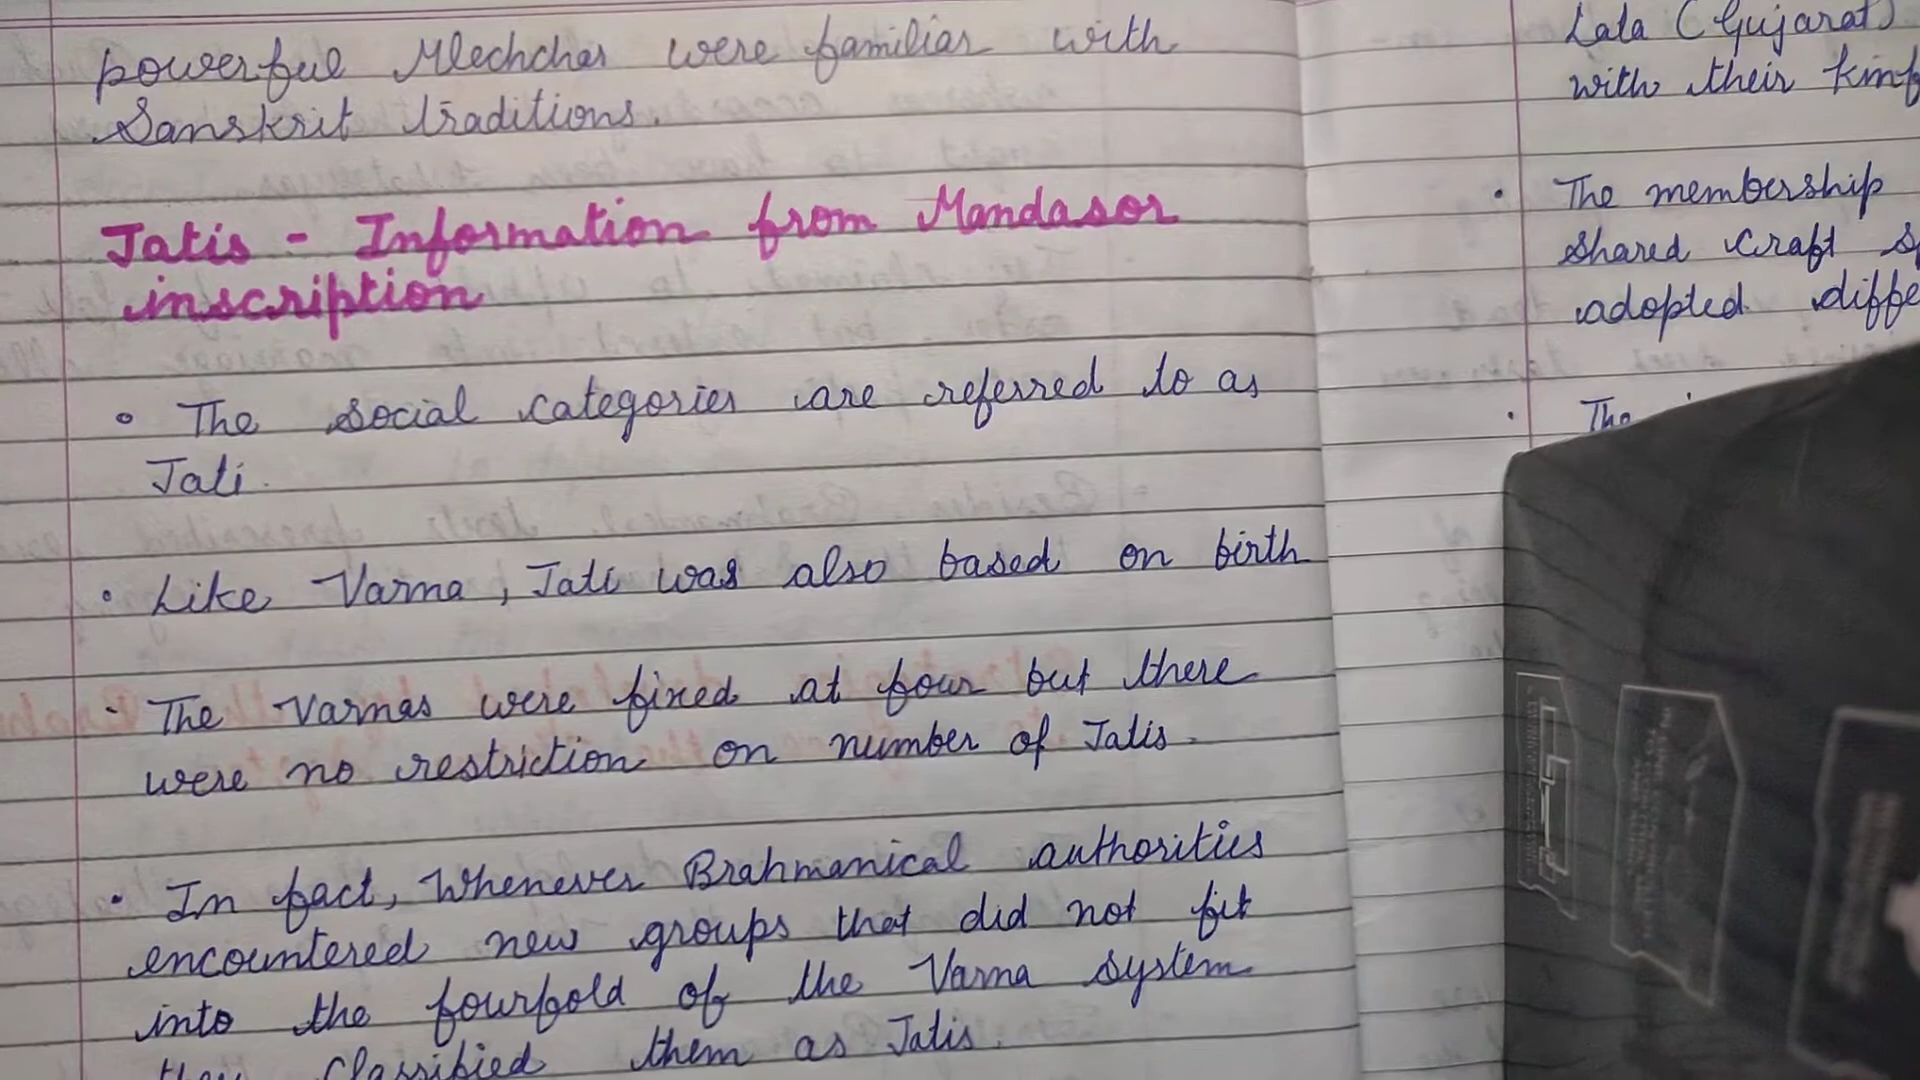 powerful Mlechchas were familiar with
Sanskrit traditions.
Jatis - Information from Mandasor
inscription
• The social categories are referred to as
Jati.
• Like Varna, Jati was also based on birth
- The Varnas were fixed at four but there
were no restriction on number of Jatis.
• In fact, Whenever Brahmanical authorities
encountered new groups that did not fit
into the fourfold of the Varna system
they classified them as Jatis.
Lata (Gujarat)
with their
• The membership
shared craft
adopted
• The